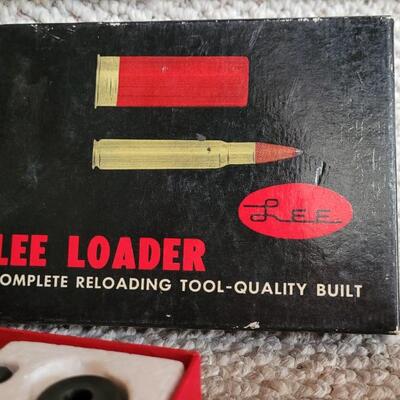 LEE
LEE LOADER
COMPLETE RELOADING TOOL-QUALITY BUILT